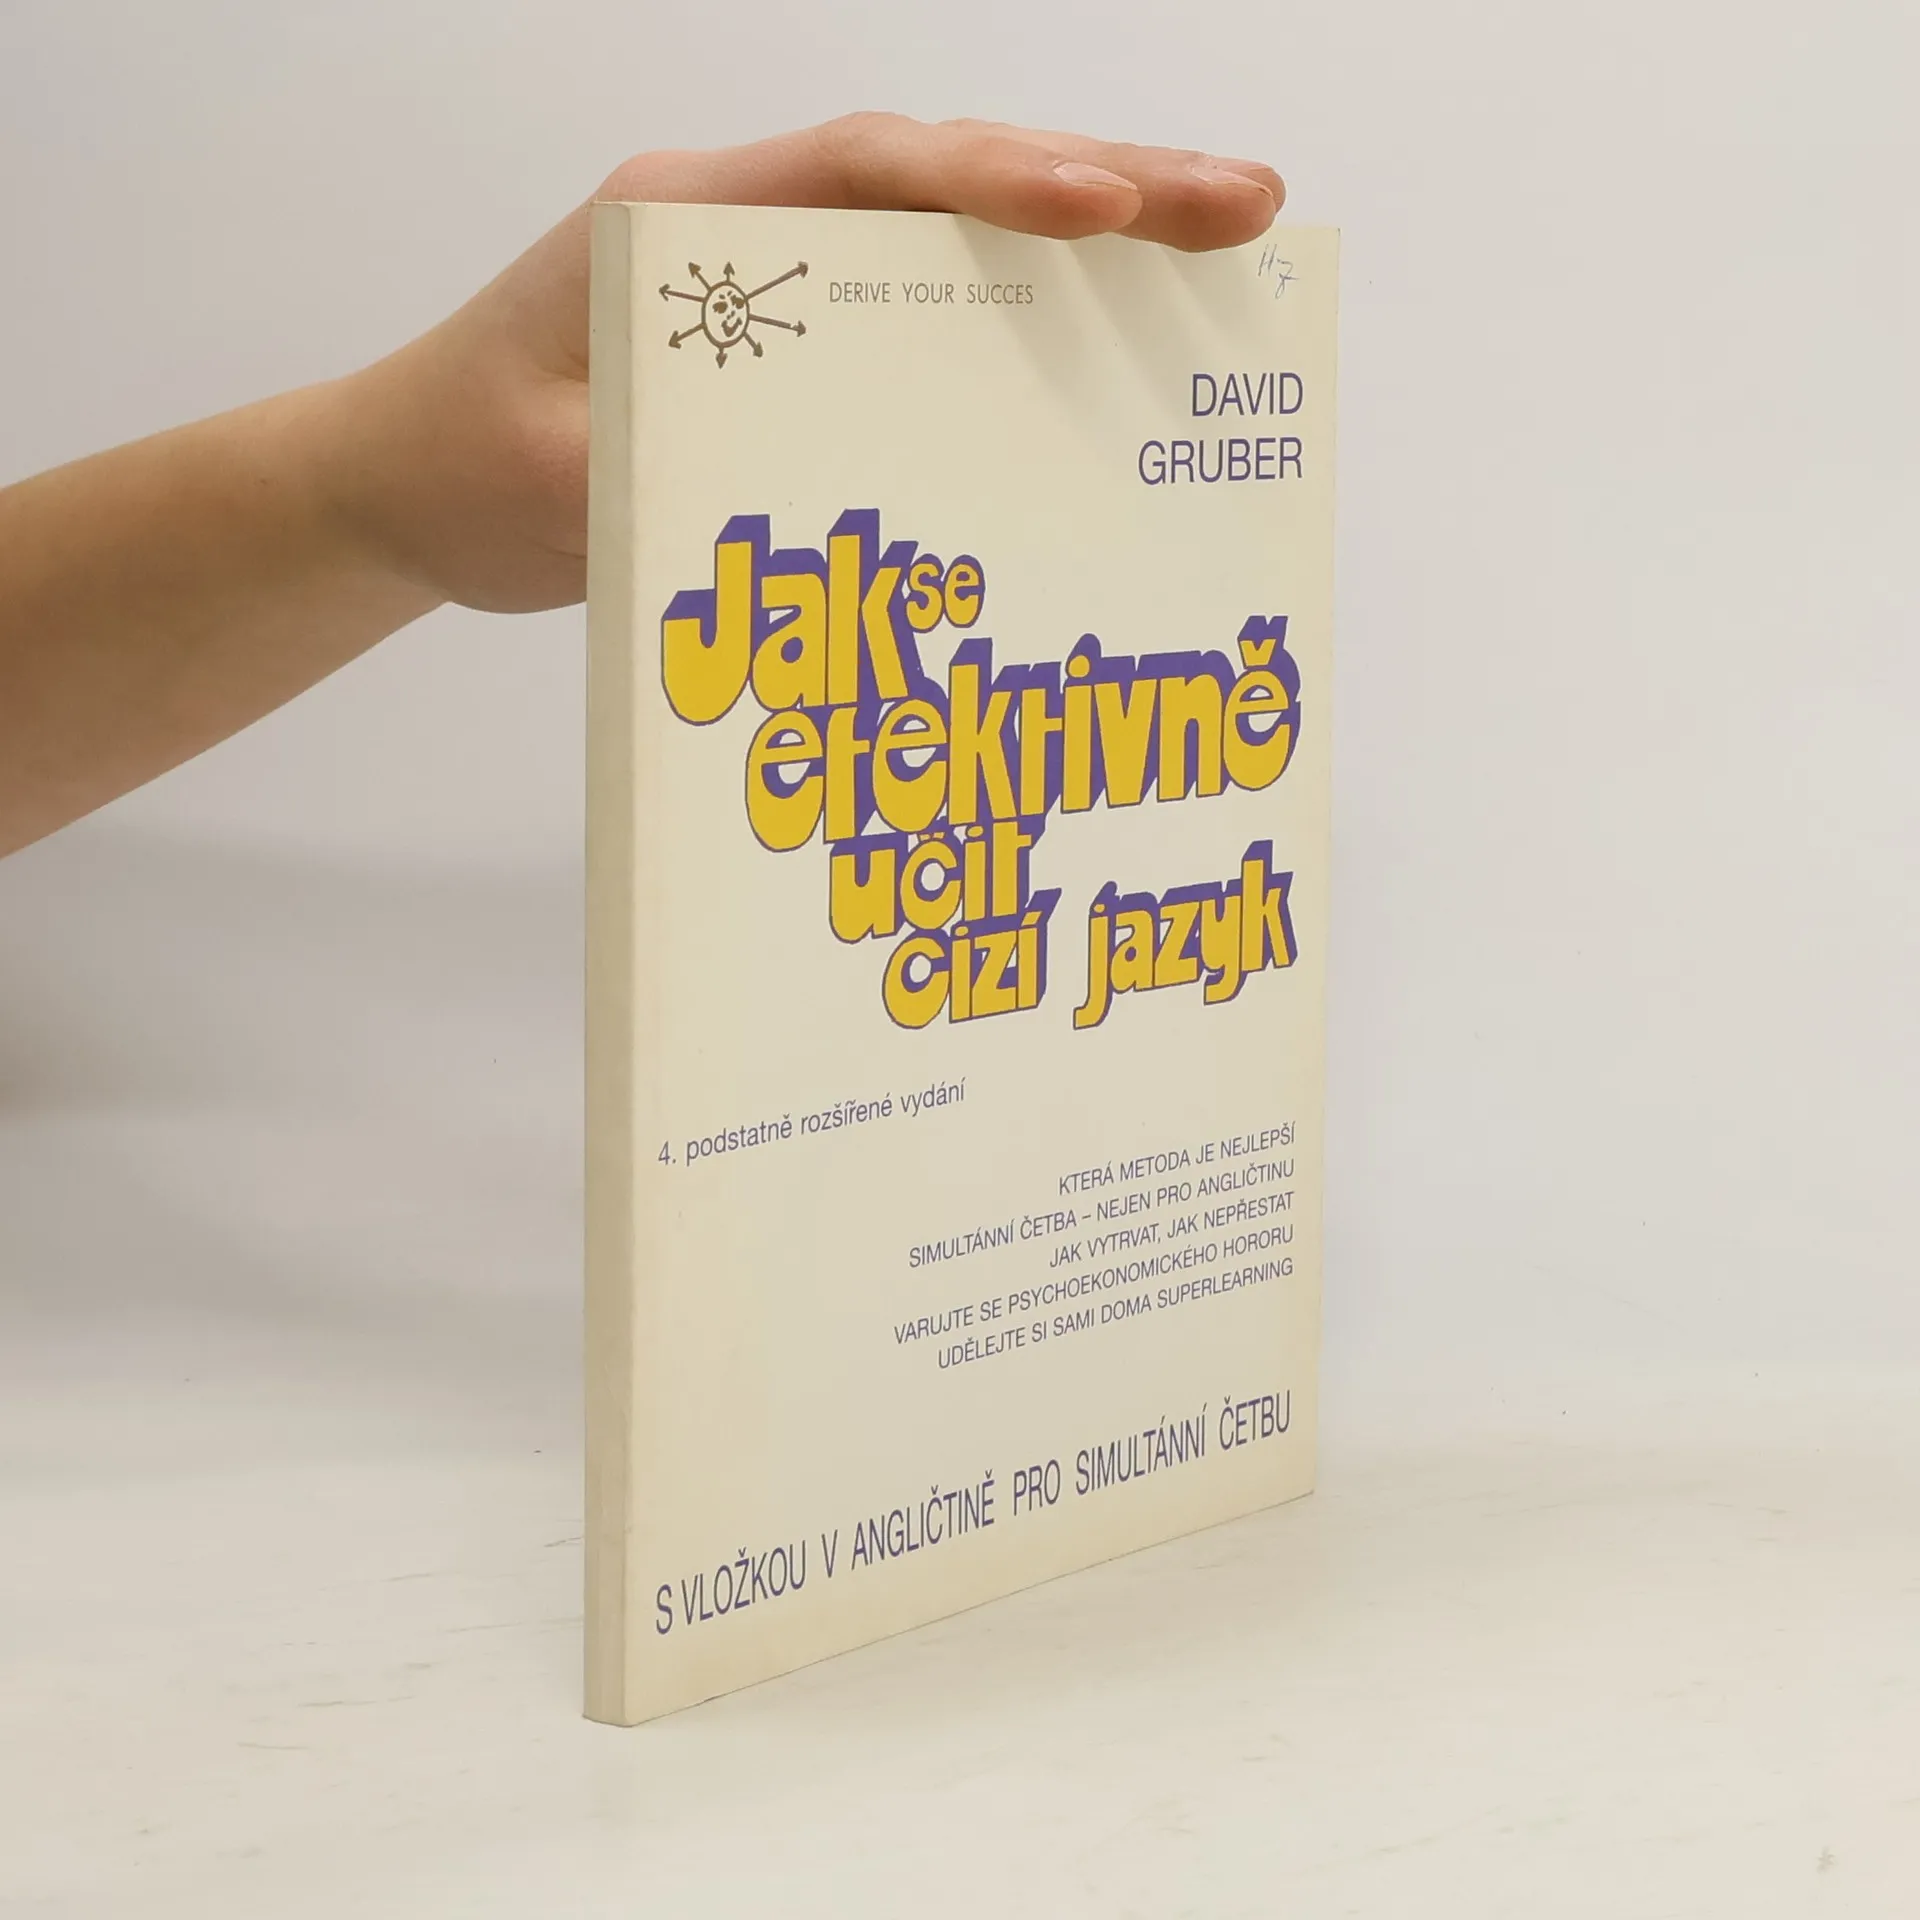 DERIVE YOUR SUCCES
DAVID
GRUBER
Jak se
efektivně
učit
cizí jazyk
4. podstatně rozšířené vydání
KTERÁ METODA JE NEJLEPŠÍ
SIMULTÁNNÍ ČETBA – NEJEN PRO ANGLIČTINU
JAK VYTRVAT, JAK NEPŘESTAT
VARUJTE SE PSYCHOEKONOMICKÉHO HORORU
UDĚLEJTE SI SAMI DOMA SUPERLEARNING
S VLOŽKOU V ANGLIČTINĚ PRO SIMULTÁNNÍ ČETBU